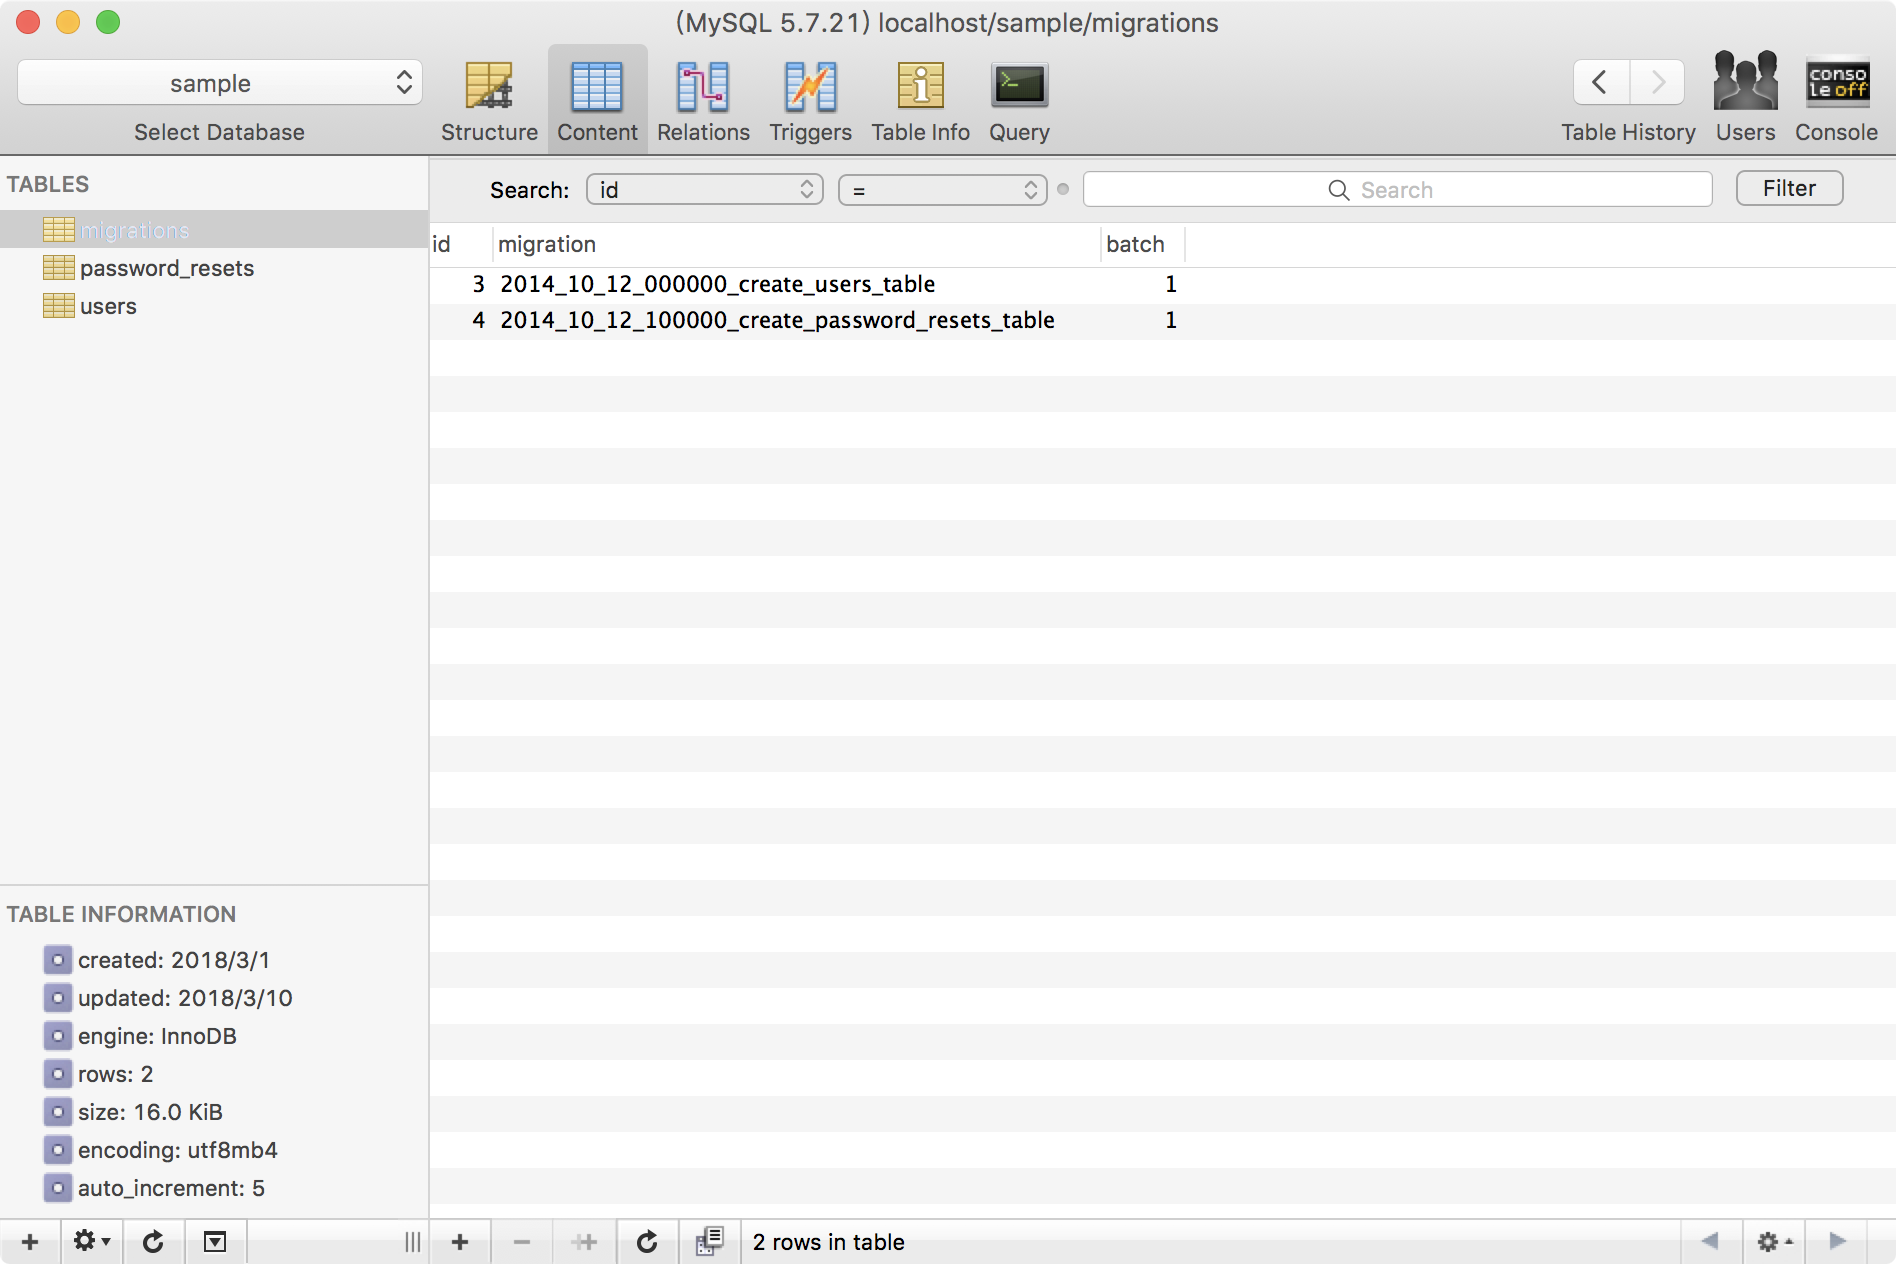 (MySQL 5.7.21) localhost/sample/migrations
sample
Select Database
Structure
Content
Relations
Triggers
Table Info
Query
Table History
Users
conso
le off
Console
TABLES
migrations
password_resets
users
Search: id = Search Filter
id migration batch
3 2014_10_12_000000_create_users_table 1
4 2014_10_12_100000_create_password_resets_table 1
TABLE INFORMATION
created: 2018/3/1
updated: 2018/3/10
engine: InnoDB
rows: 2
size: 16.0 KiB
encoding: utf8mb4
auto_increment: 5
2 rows in table